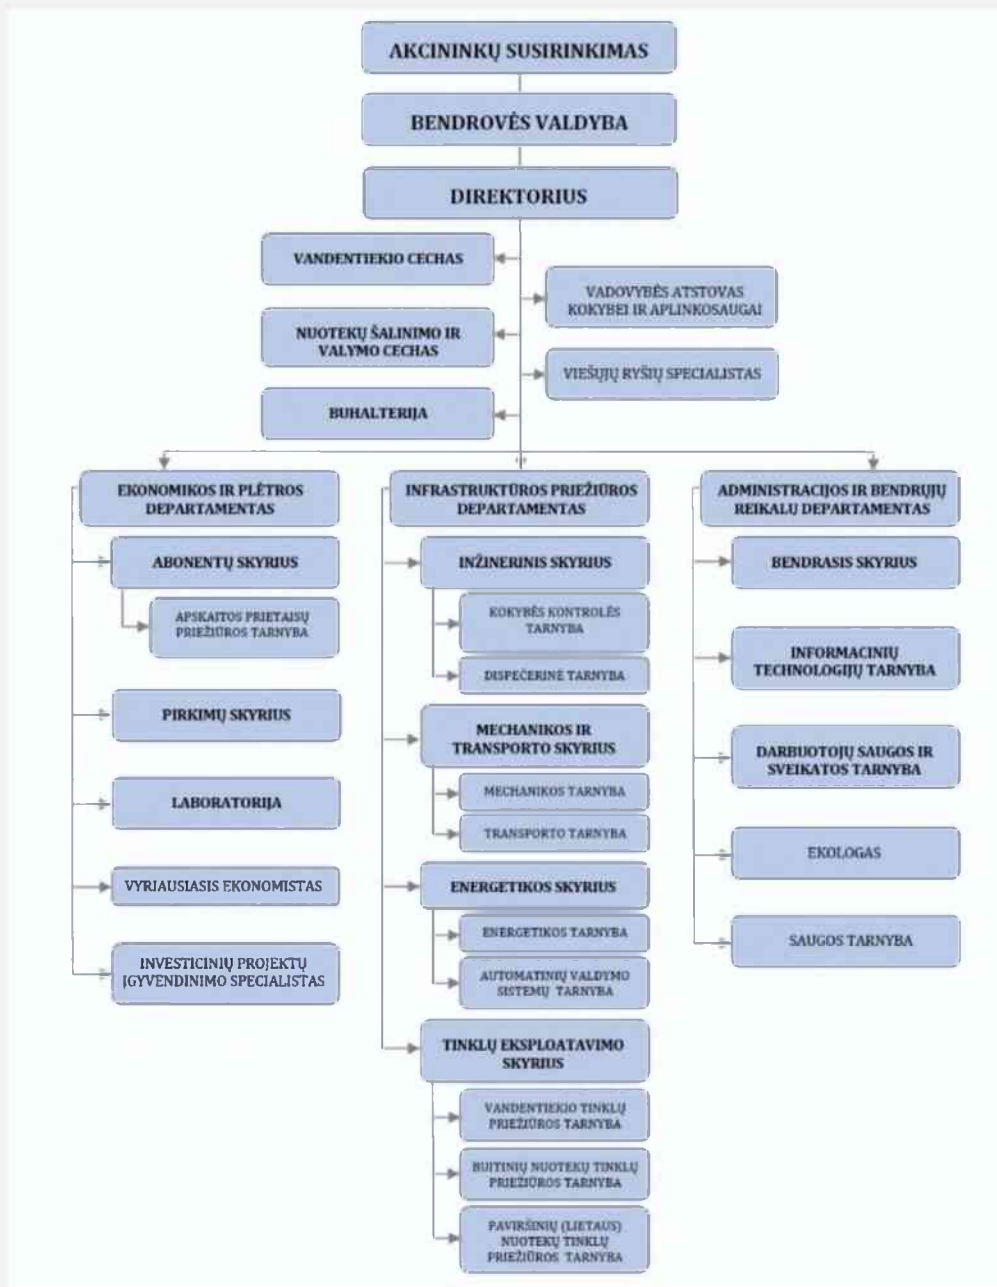 AKCININKŲ SUSIRINKIMAS
BENDROVĖS VALDYBA
DIREKTORIUS
VANDENTIEKIO CECHAS
VADOVYBĖS ATSTOVAS
KOKYBEI IR APLINKOSAUGAI
NUOTEKŲ ŠALINIMO IR
VALYMO CECHAS
VIEŠŲJŲ RYŠIŲ SPECIALISTAS
BUHALTERIJA
EKONOMIKOS IR PLĖTROS
DEPARTAMENTAS
ABONENTŲ SKYRIUS
APSKAITOS PRIETAISŲ
PRIEŽIŪROS TARNYBA
PIRKIMŲ SKYRIUS
LABORATORIJA
VYRIAUSIASIS EKONOMISTAS
INVESTICINIŲ PROJEKTŲ
ĮGYVENDINIMO SPECIALISTAS
INFRASTRUKTŪROS PRIEŽIŪROS
DEPARTAMENTAS
INŽINERINIS SKYRIUS
KOKYBĖS KONTROLĖS
TARNYBA
DISPEČERINĖ TARNYBA
MECHANIKOS IR
TRANSPORTO SKYRIUS
MECHANIKOS TARNYBA
TRANSPORTO TARNYBA
ENERGETIKOS SKYRIUS
ENERGETIKOS TARNYBA
AUTOMATINIŲ VALDYMO
SISTEMŲ TARNYBA
TINKLŲ EKSPLOATAVIMO
SKYRIUS
VANDENTIEKIO TINKLŲ
PRIEŽIŪROS TARNYBA
BUITINIŲ NUOTEKŲ TINKLŲ
PRIEŽIŪROS TARNYBA
PAVIRŠINIŲ (LIETAUS)
NUOTEKŲ TINKLŲ
PRIEŽIŪROS TARNYBA
ADMINISTRACIJOS IR BENDRŲJŲ
REIKALŲ DEPARTAMENTAS
BENDRASIS SKYRIUS
INFORMACINIŲ
TECHNOLOGIJŲ TARNYBA
DARBUOTOJŲ SAUGOS IR
SVEIKATOS TARNYBA
EKOLOGAS
SAUGOS TARNYBA